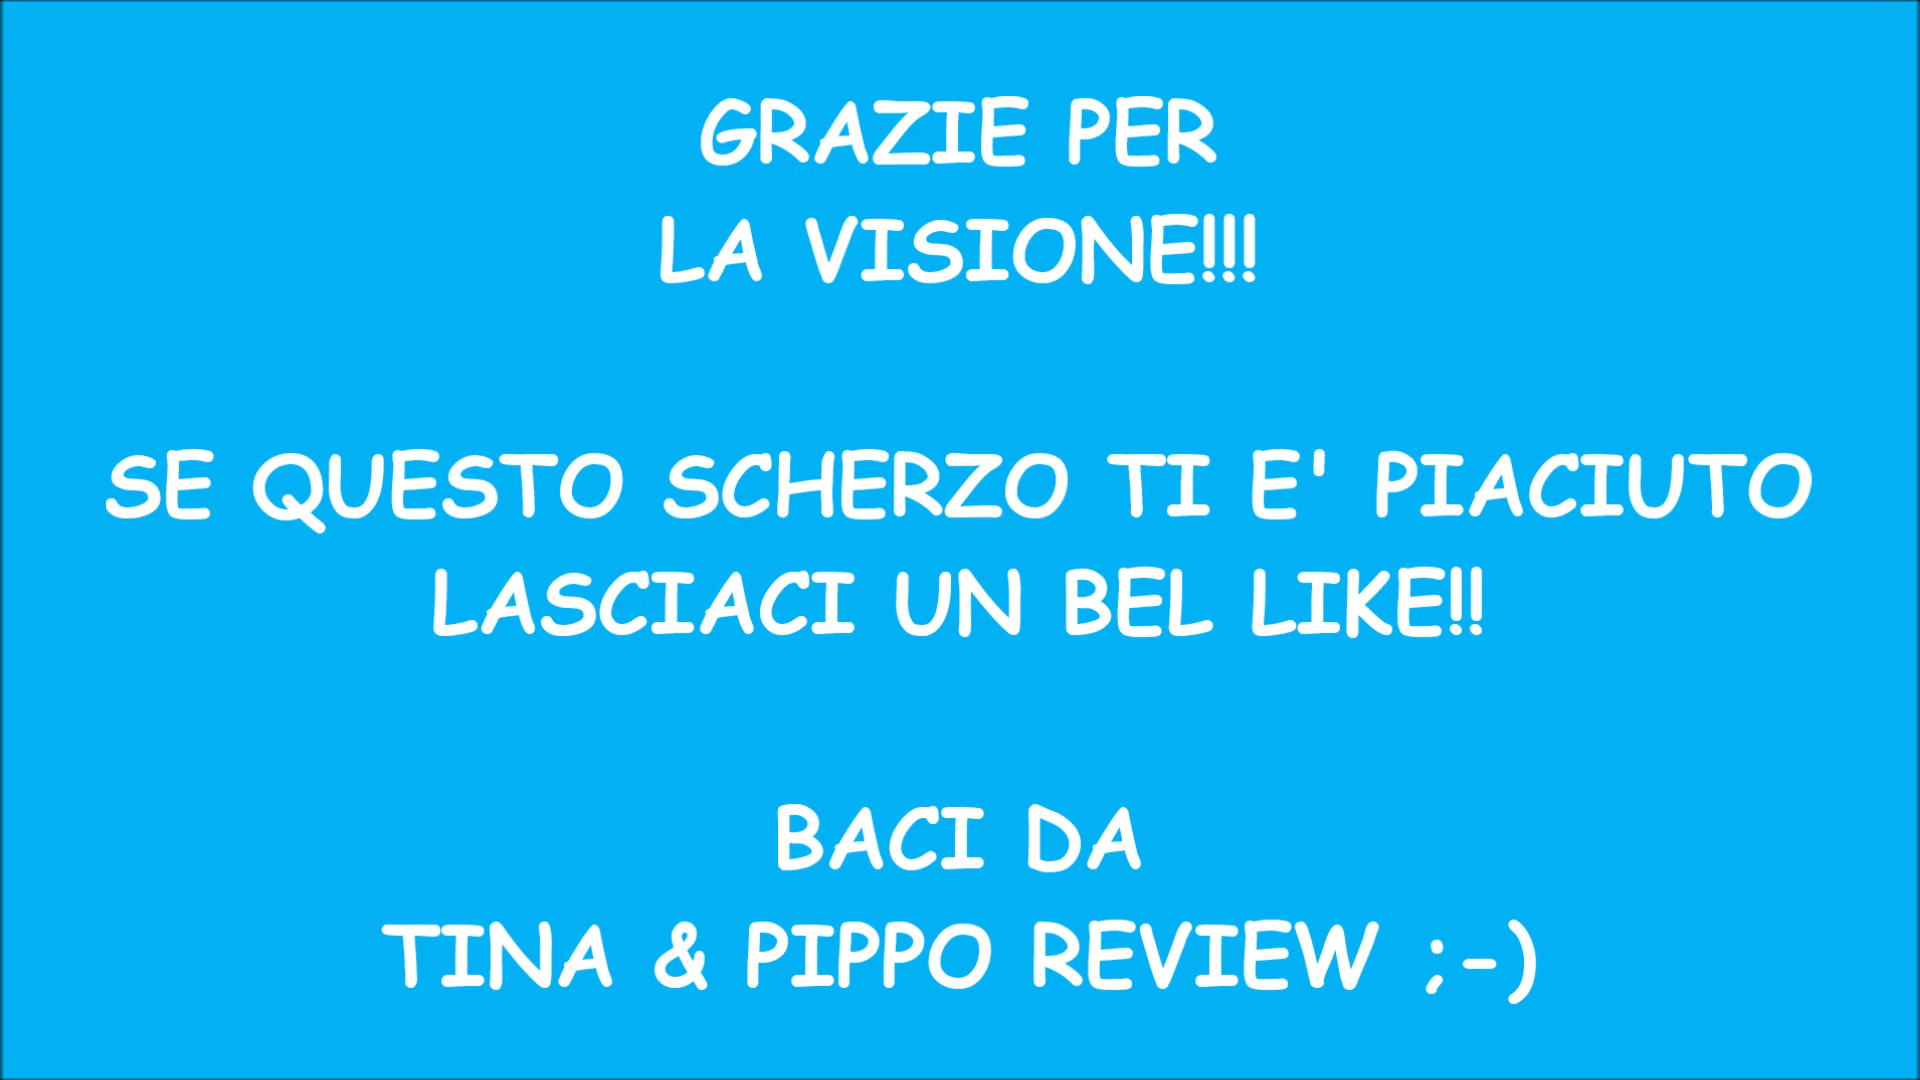 GRAZIE PER
LA VISIONE!!!
SE QUESTO SCHERZO TI E' PIACIUTO
LASCIACI UN BEL LIKE!!
BACI DA
TINA & PIPPO REVIEW ;-)